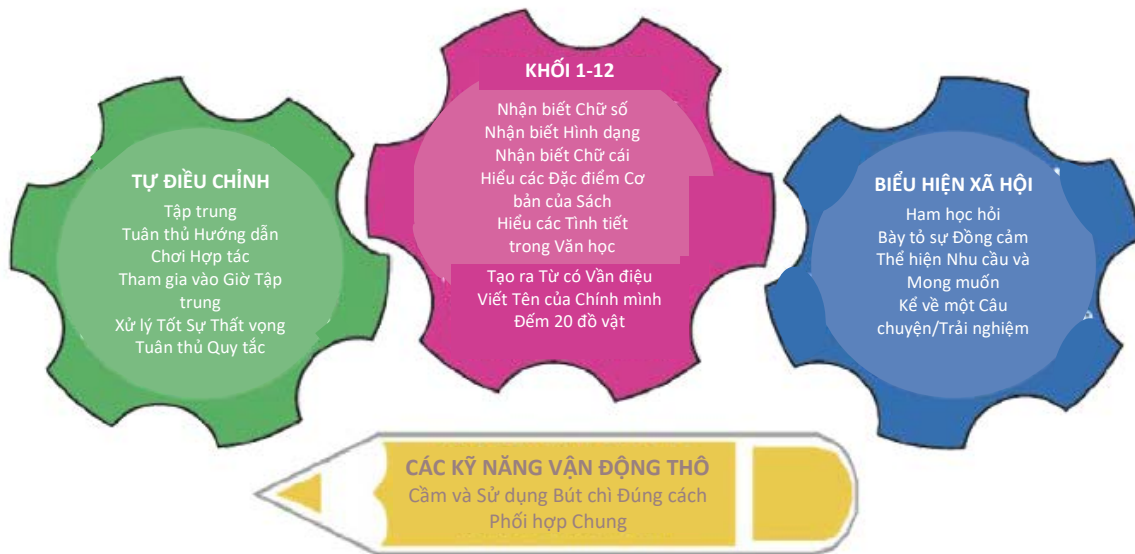 TỰ ĐIỀU CHỈNH
Tập trung
Tuân thủ Hướng dẫn
Chơi Hợp tác
Tham gia vào Giờ Tập
trung
Xử lý Tốt Sự Thất vọng
Tuân thủ Quy tắc
KHỐI 1-12
Nhận biết Chữ số
Nhận biết Hình dạng
Nhận biết Chữ cái
Hiểu các Đặc điểm Cơ
bản của Sách
Hiểu các Tình tiết
trong Văn học
Tạo ra Từ có Vần điệu
Viết Tên của Chính mình
Đếm 20 đồ vật
BIỂU HIỆN XÃ HỘI
Ham học hỏi
Bày tỏ sự Đồng cảm
Thể hiện Nhu cầu và
Mong muốn
Kể về một Câu
chuyện/Trải nghiệm
CÁC KỸ NĂNG VẬN ĐỘNG THÔ
Cầm và Sử dụng Bút chì Đúng cách
Phối hợp Chung